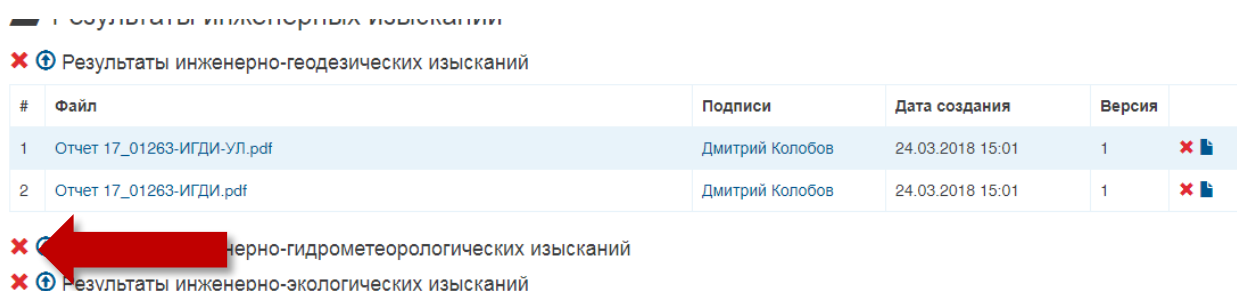 Результаты инженерных изысканий
Результаты инженерно-геодезических изысканий
# Файл Подписи Дата создания Версия
1 Отчет 17_01263-ИГДИ-УЛ.pdf Дмитрий Колобов 24.03.2018 15:01 1
2 Отчет 17_01263-ИГДИ.pdf Дмитрий Колобов 24.03.2018 15:01 1
нерно-гидрометеорологических изысканий
Результаты инженерно-экологических изысканий